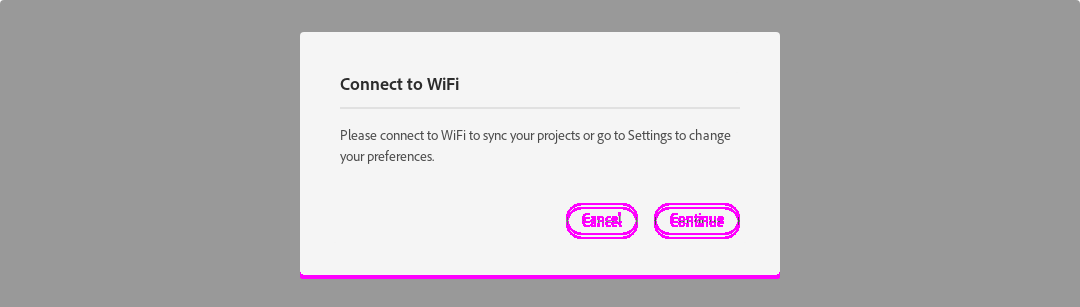 Connect to WiFi
Please connect to WiFi to sync your projects or go to Settings to change
your preferences.
Cancel
Continue